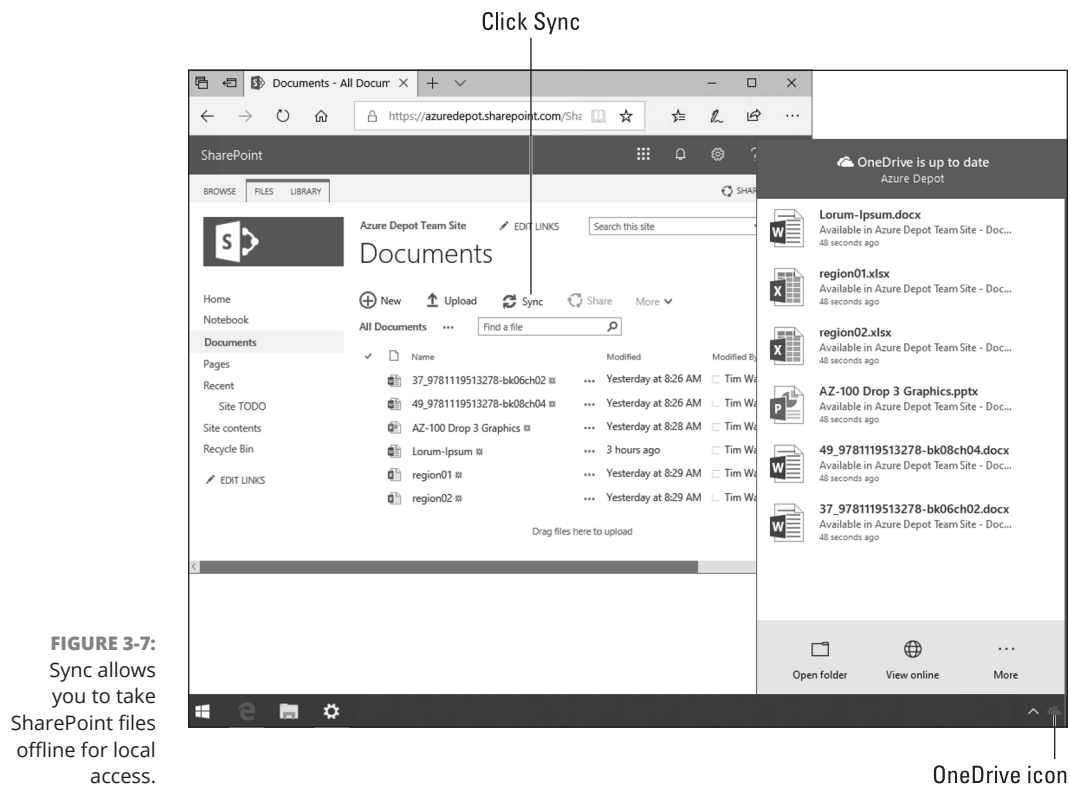 Click Sync
Documents - All Docum
https://azuredepot.sharepoint.com/Sha
SharePoint
?
BROWSE FILES LIBRARY
SHAR
S
Azure Depot Team Site EDIT LINKS Search this site
Documents
Home
Notebook
Documents
Pages
Recent
Site TODO
Site contents
Recycle Bin
EDIT LINKS
New Upload Sync Share More
All Documents ••• Find a file
Name Modified Modified By
37_9781119513278-bk06ch02 ••• Yesterday at 8:26 AM Tim Wa
49_9781119513278-bk08ch04 ••• Yesterday at 8:26 AM Tim Wa
AZ-100 Drop 3 Graphics ••• Yesterday at 8:28 AM Tim Wa
Lorum-Ipsum ••• 3 hours ago Tim Wa
region01 ••• Yesterday at 8:29 AM Tim Wa
region02 ••• Yesterday at 8:29 AM Tim Wa
Drag files here to upload
OneDrive is up to date
Azure Depot
Lorum-Ipsum.docx
Available in Azure Depot Team Site - Doc...
48 seconds ago
region01.xlsx
Available in Azure Depot Team Site - Doc...
48 seconds ago
region02.xlsx
Available in Azure Depot Team Site - Doc...
48 seconds ago
AZ-100 Drop 3 Graphics.pptx
Available in Azure Depot Team Site - Doc...
48 seconds ago
49_9781119513278-bk08ch04.docx
Available in Azure Depot Team Site - Doc...
48 seconds ago
37_9781119513278-bk06ch02.docx
Available in Azure Depot Team Site - Doc...
48 seconds ago
Open folder View online More
FIGURE 3-7:
Sync allows
you to take
SharePoint files
offline for local
access.
OneDrive icon